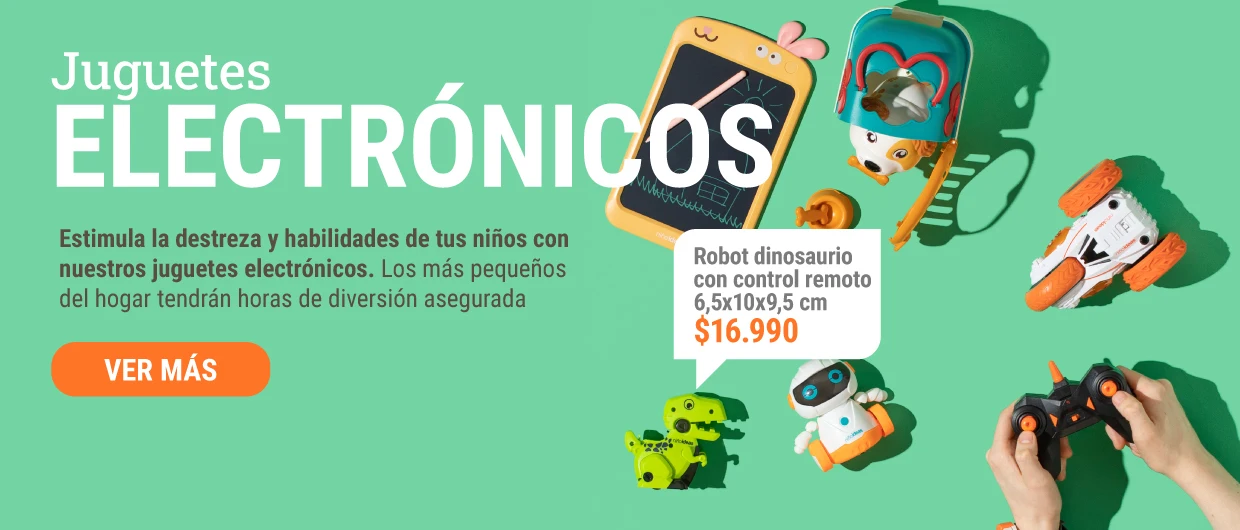 Juguetes
ELECTRÓNICOS
Estimula la destreza y habilidades de tus niños con
nuestros juguetes electrónicos. Los más pequeños
del hogar tendrán horas de diversión asegurada
VER MÁS
Robot dinosaurio
con control remoto
6,5x10x9,5 cm
$16.990